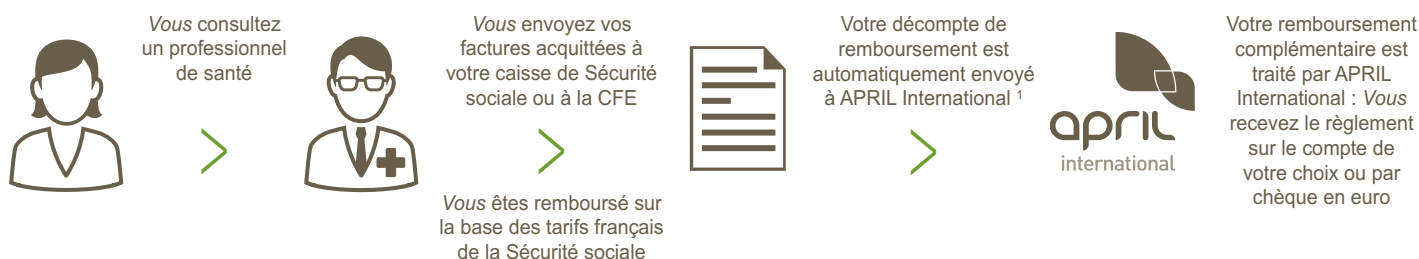 Vous consultez
un professionnel
de santé
Vous envoyez vos
factures acquittées à
votre caisse de Sécurité
sociale ou à la CFE
Vous êtes remboursé sur
la base des tarifs français
de la Sécurité sociale
Votre décompte de
remboursement est
automatiquement envoyé
à APRIL International ¹
april
international
Votre remboursement
complémentaire est
traité par APRIL
International : Vous
recevez le règlement
sur le compte de
votre choix ou par
chèque en euro